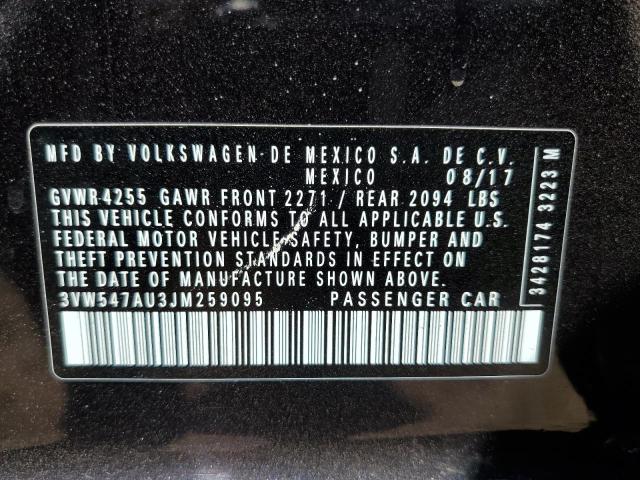 MFD BY VOLKSWAGEN DE MEXICO S.A. DE C.V.
MEXICO 08/17
GVWR 4255 GAWR FRONT 2271 / REAR 2094 LBS
THIS VEHICLE CONFORMS TO ALL APPLICABLE U.S.
FEDERAL MOTOR VEHICLE SAFETY, BUMPER AND
THEFT PREVENTION STANDARDS IN EFFECT ON
THE DATE OF MANUFACTURE SHOWN ABOVE.
3VW547AU3JM259095 PASSENGER CAR
3428174 3223 M